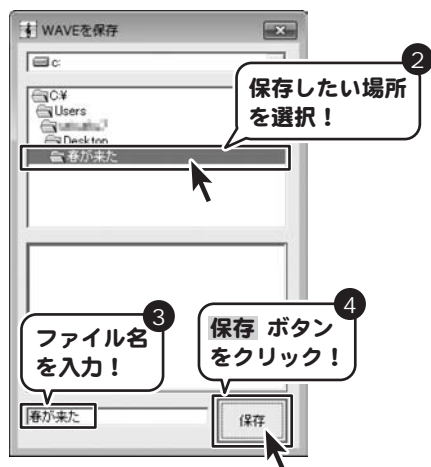 WAVEを保存
c:
2
保存したい場所
を選択！
C:¥
Users
Desktop
春が来た
3
ファイル名
を入力！
4
保存 ボタン
をクリック！
春が来た
保存